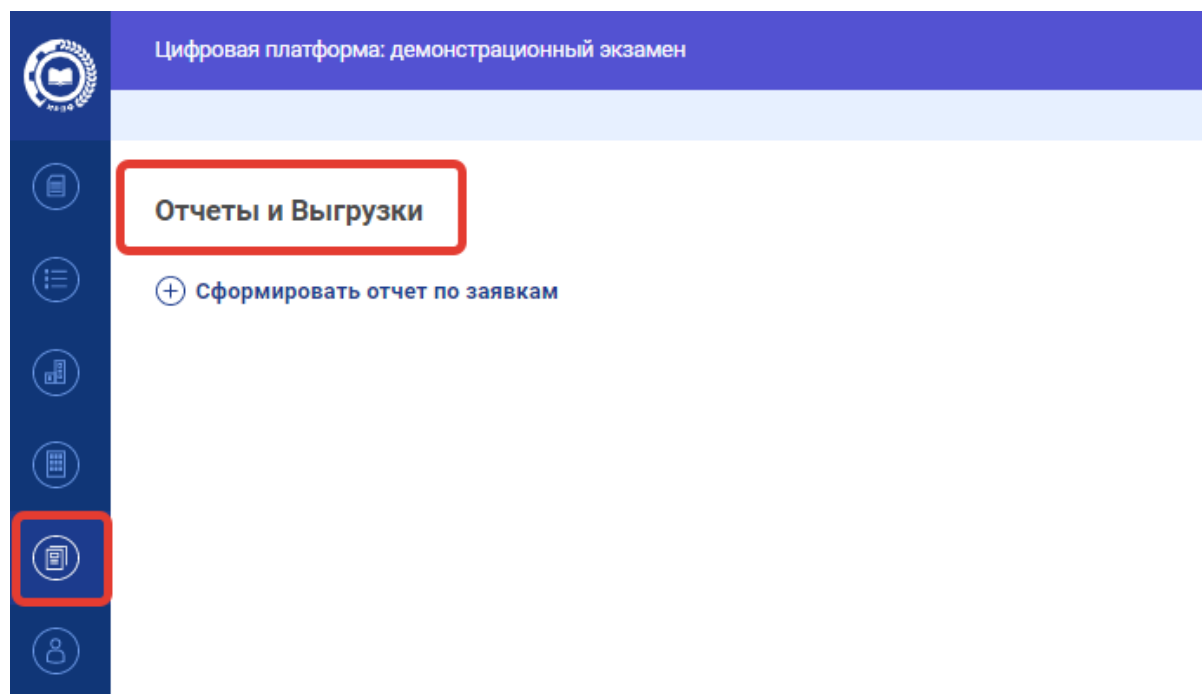 Цифровая платформа: демонстрационный экзамен
Отчеты и Выгрузки
Сформировать отчет по заявкам